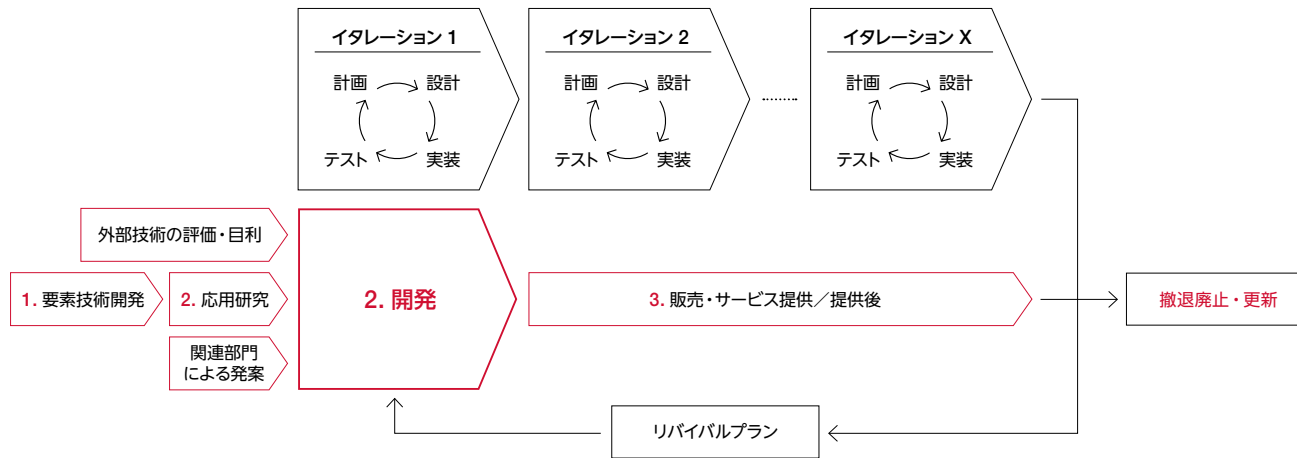 イタレーション 1
計画
設計
テスト
実装
イタレーション 2
計画
設計
テスト
実装
イタレーション X
計画
設計
テスト
実装
外部技術の評価・目利
1. 要素技術開発
2. 応用研究
関連部門
による発案
2. 開発
3. 販売・サービス提供／提供後
撤退廃止・更新
リバイバルプラン